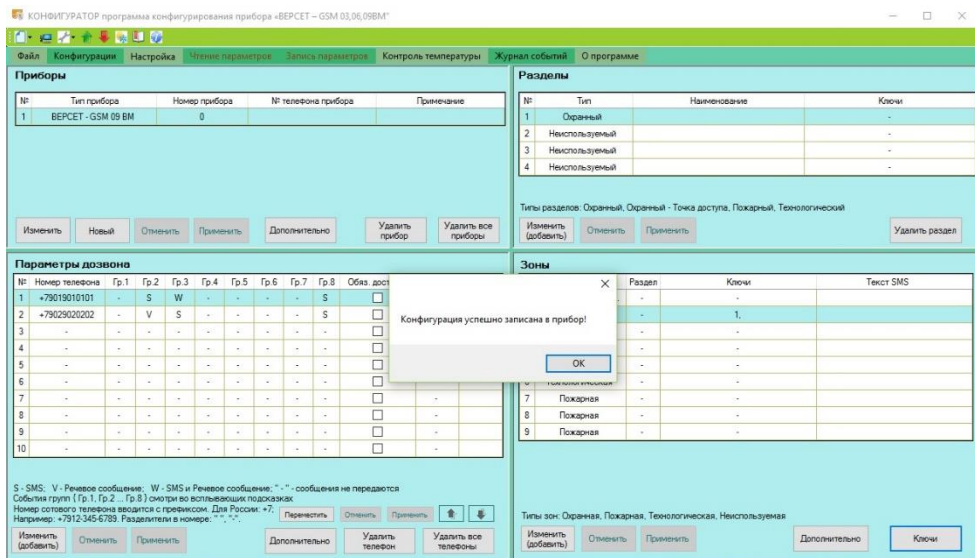 КОНФИГУРАТОР программа конфигурирования прибора «ВЕРСЕТ – GSM 03,06,09ВМ"
Файл Конфигурации Настройка Чтение параметров Запись параметров Контроль температуры Журнал событий О программе
Приборы
№ Тип прибора Номер прибора № телефона прибора Примечание
1 ВЕРСЕТ - GSM 09 ВМ 0
Изменить Новый Отменить Применить Дополнительно Удалить прибор Удалить все приборы
Разделы
№ Тип Наименование Ключи
1 Охранный -
2 Неиспользуемый -
3 Неиспользуемый -
4 Неиспользуемый -
Типы разделов: Охранный, Охранный - Точка доступа, Пожарный, Технологический
Изменить (добавить) Отменить Применить Удалить раздел
Параметры дозвона
№ Номер телефона Гр.1 Гр.2 Гр.3 Гр.4 Гр.5 Гр.6 Гр.7 Гр.8 Обяз. дост
1 +79019010101 - S W - - - - S
2 +79029020202 - V S - - - - S
3 - - - - - - - - -
4 - - - - - - - - -
5 - - - - - - - - -
6 - - - - - - - - -
7 - - - - - - - - - -
8 - - - - - - - - - -
9 - - - - - - - - - -
10 - - - - - - - - - -
S - SMS; V - Речевое сообщение; W - SMS и Речевое сообщение; " - " - сообщения не передаются
События групп { Гр.1, Гр.2 ... Гр.8 } смотри во всплывающих подсказках
Номер сотового телефона вводится с префиксом. Для России: +7;
Например: +7912-345-6789. Разделители в номере: " ", "-".
Переместить Отменить Применить
Изменить (добавить) Отменить Применить Дополнительно Удалить телефон Удалить все телефоны
Зоны
Раздел Ключи Текст SMS
- -
- 1,
Конфигурация успешно записана в прибор!
OK
7 Пожарная - -
8 Пожарная - -
9 Пожарная - -
Типы зон: Охранная, Пожарная, Технологическая, Неиспользуемая
Изменить (добавить) Отменить Применить Дополнительно Ключи